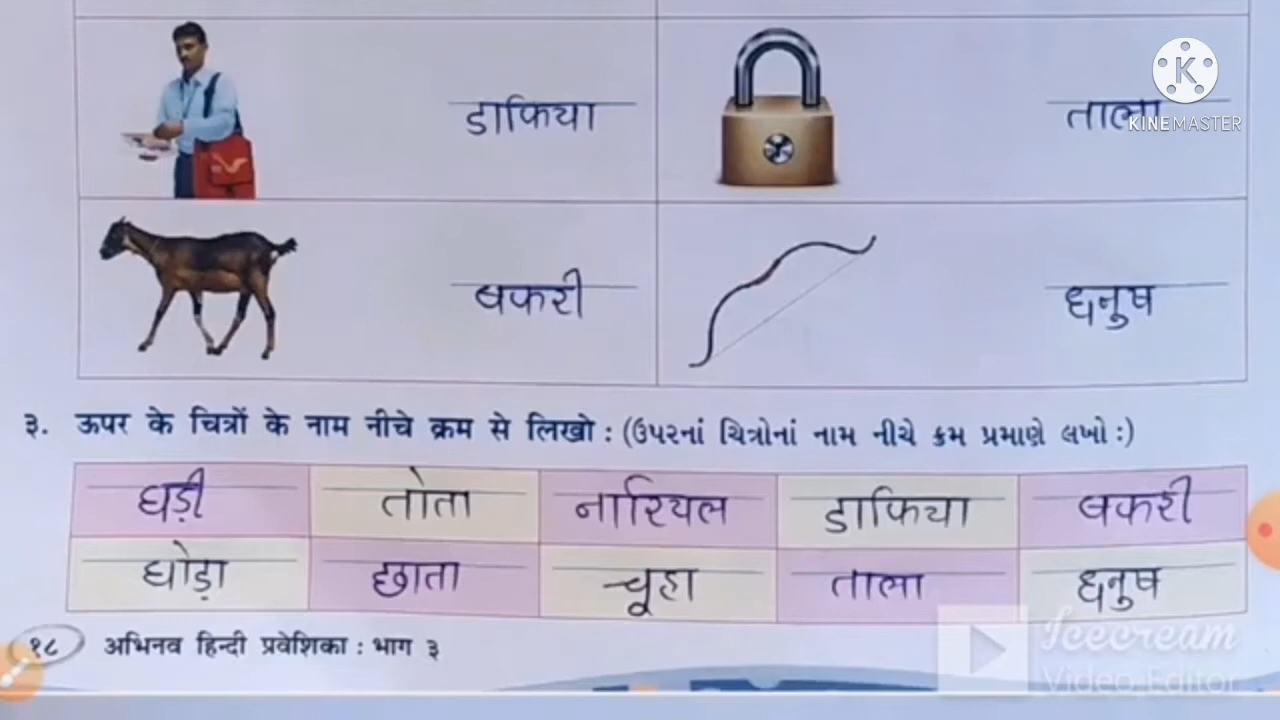 डाकिया
ताला
KINEMASTER
बकरी
धनुष
३. ऊपर के चित्रों के नाम नीचे क्रम से लिखो : (ઉપરનાં ચિત્રોનાં નામ નીચે ક્રમ પ્રમાણે લખો :)
घड़ी तोता नारियल डाकिया बकरी
घोड़ा छाता चूहा ताला धनुष
१८ अभिनव हिन्दी प्रवेशिका : भाग ३
Icecream
Video Editor